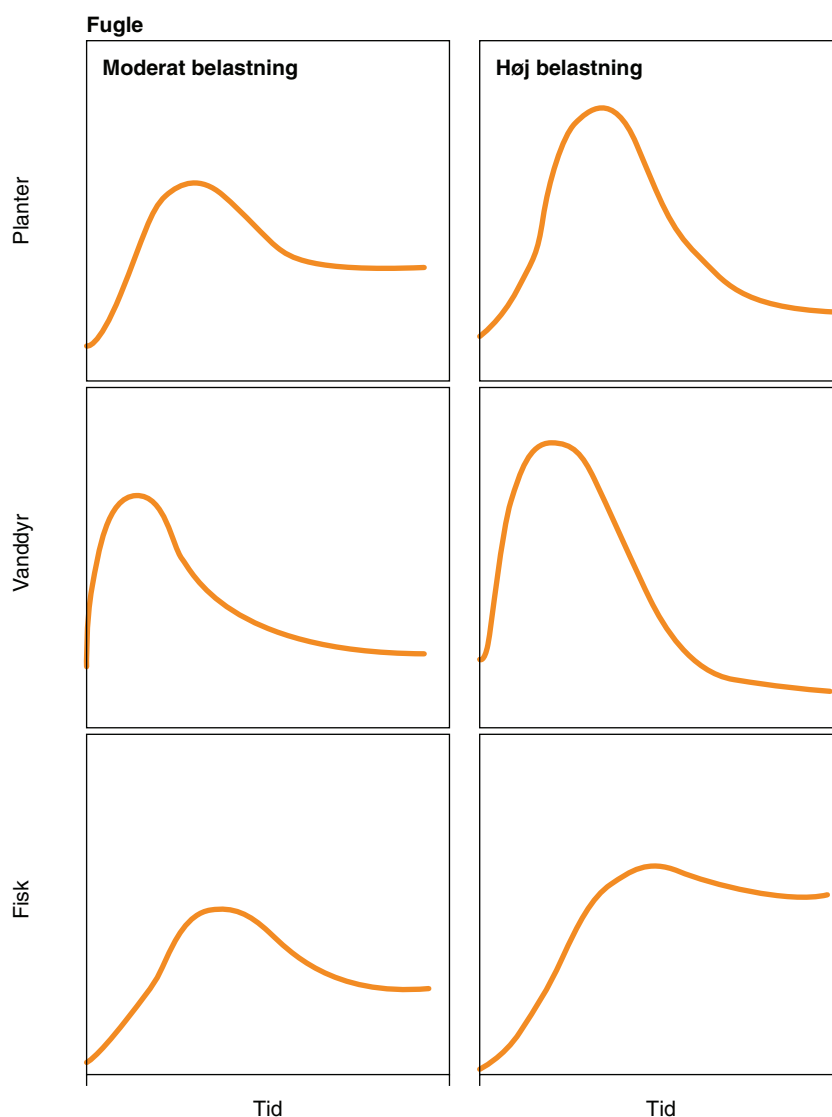 Fugle
Moderat belastning
Høj belastning
Planter
Vanddyr
Fisk
Tid
Tid